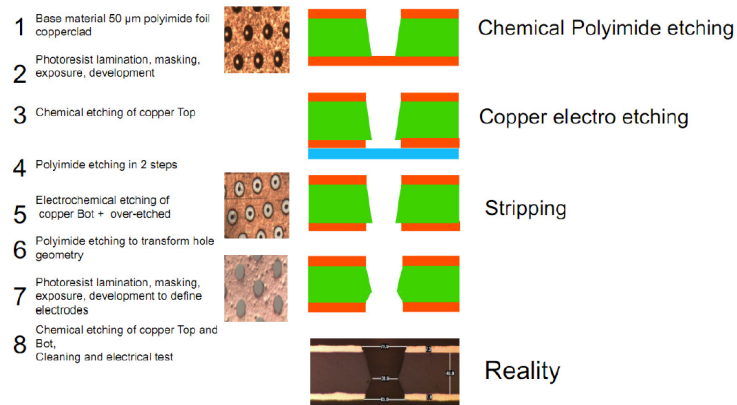 1 Base material 50 µm polyimide foil
copperclad
2 Photoresist lamination, masking,
exposure, development
3 Chemical etching of copper Top
4 Polyimide etching in 2 steps
5 Electrochemical etching of
copper Bot + over-etched
6 Polyimide etching to transform hole
geometry
7 Photoresist lamination, masking,
exposure, development to define
electrodes
8 Chemical etching of copper Top and
Bot,
Cleaning and electrical test
Chemical Polyimide etching
Copper electro etching
Stripping
Reality